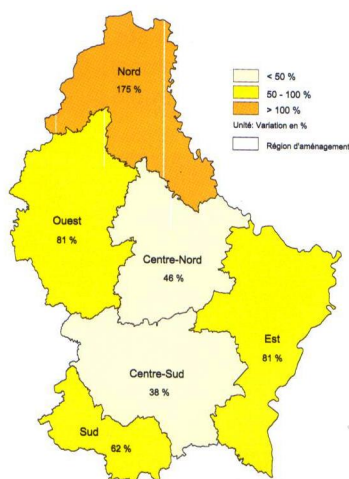 Nord
175 %
< 50 %
50 - 100 %
> 100 %
Unité: Variation en %
Région d'aménagement
Ouest
81 %
Centre-Nord
46 %
Est
81 %
Centre-Sud
38 %
Sud
62 %